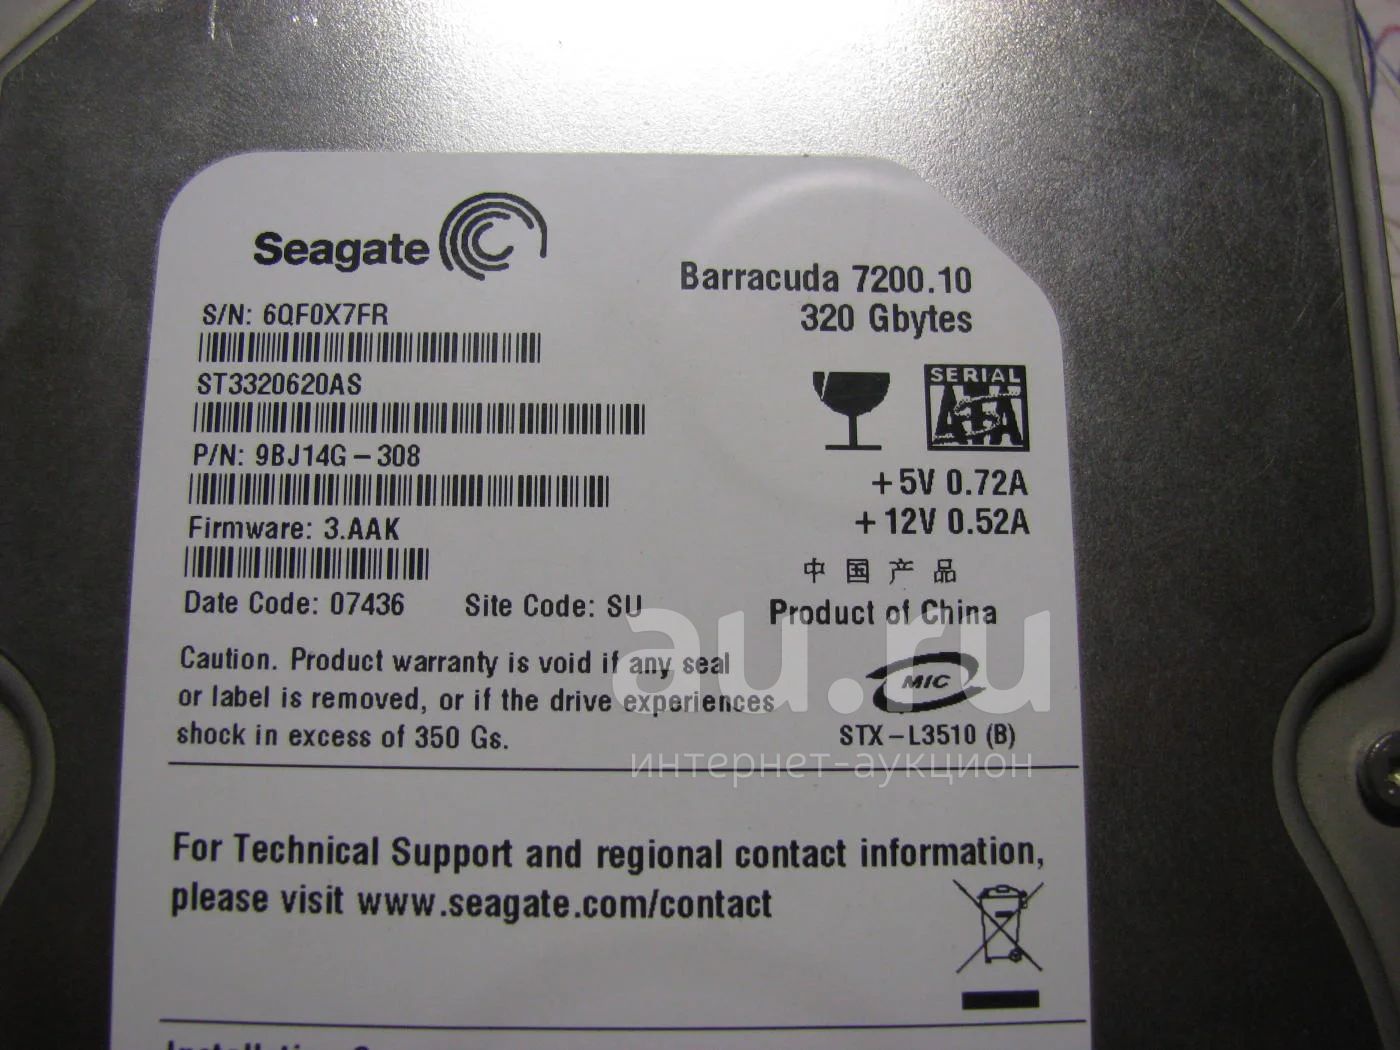 Seagate
Barracuda 7200.10
320 Gbytes
S/N: 6QF0X7FR
ST3320620AS
P/N: 9BJ14G-308
Firmware: 3.AAK
Date Code: 07436 Site Code: SU
SERIAL
ATA
+5V 0.72A
+12V 0.52A
中国产品
Product of China
Caution. Product warranty is void if any seal
or label is removed, or if the drive experiences
shock in excess of 350 Gs.
MIC
STX-L3510 (B)
au.ru
интернет-аукцион
For Technical Support and regional contact information,
please visit www.seagate.com/contact